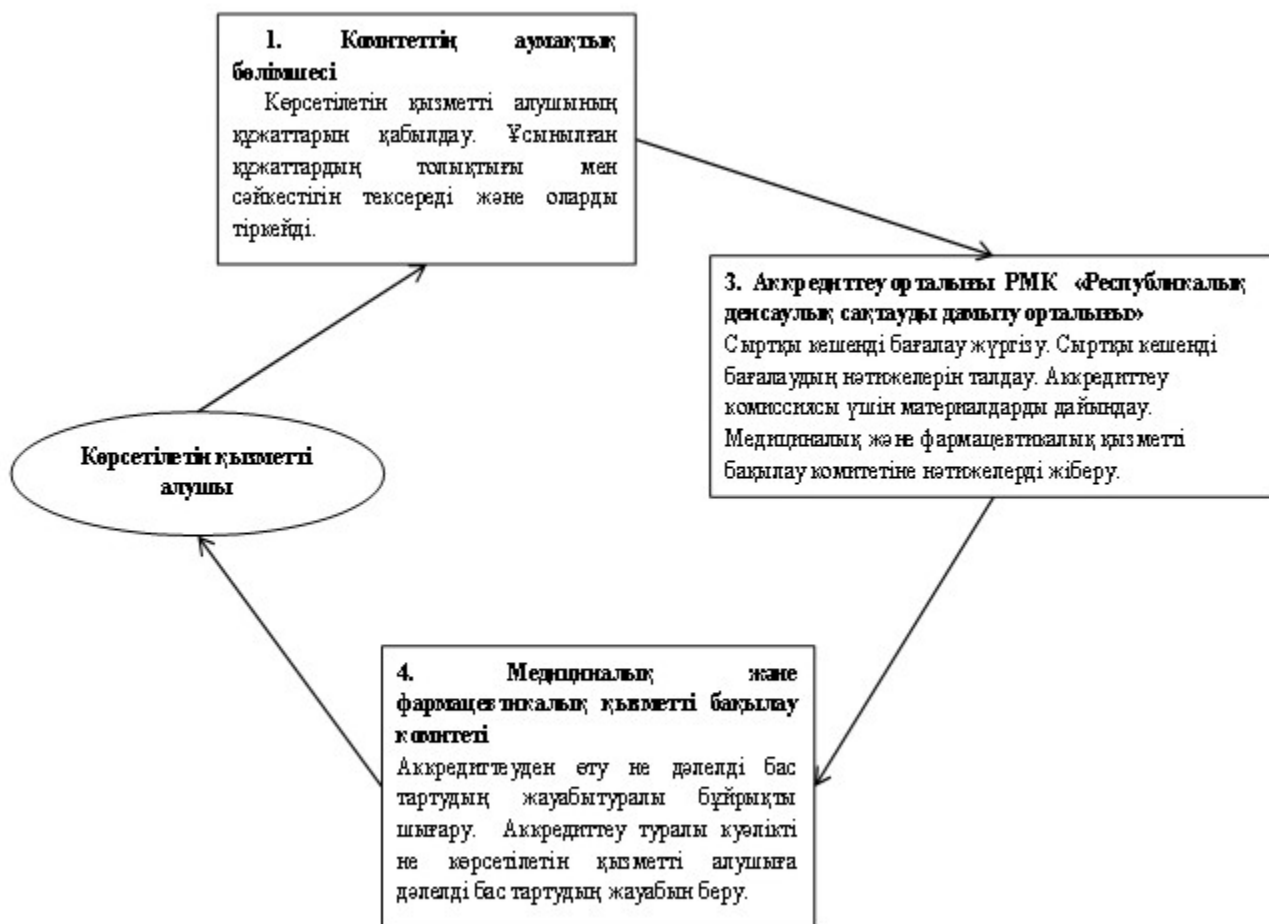 1. Комитеттің аумақтық
бөлімшесі
Көрсетілетін қызметті алушының
құжаттарын қабылдау. Ұсынылған
құжаттардың толықтығы мен
сәйкестігін тексереді және оларды
тіркейді.
3. Аккредиттеу орталығы РМК «Республикалық
денсаулық сақтауды дамыту орталығы»
Сыртқы кешенді бағалау жүргізу. Сыртқы кешенді
бағалаудың нәтижелерін талдау. Аккредиттеу
комиссиясы үшін материалдарды дайындау.
Медициналық және фармацевтикалық қызметті
бақылау комитетіне нәтижелерді жіберу.
Көрсетілетін қызметті
алушы
4. Медициналық және
фармацевтикалық қызметті бақылау
комитеті
Аккредиттеуден өту не дәлелді бас
тартудың жауабытуралы бұйрықты
шығару. Аккредиттеу туралы куәлікті
не көрсетілетін қызметті алушыға
дәлелді бас тартудың жауабын беру.